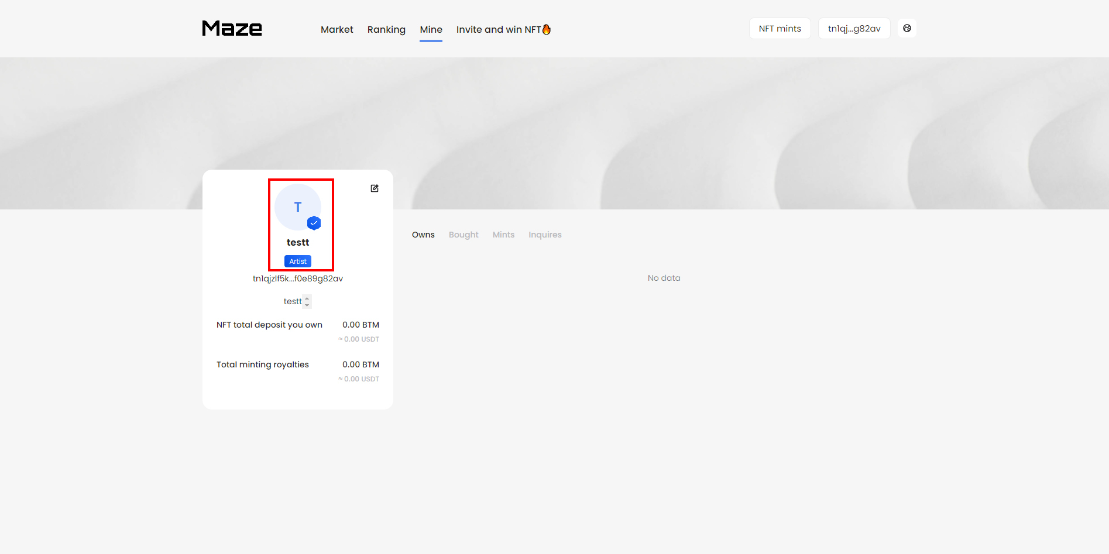 Maze
Market Ranking Mine Invite and win NFT🔥
NFT mints tn1qj...g82av
T
testt
Artist
tn1qjzlf5k...f0e89g82av
testt
NFT total deposit you own 0.00 BTM
≈ 0.00 USDT
Total minting royalties 0.00 BTM
≈ 0.00 USDT
Owns Bought Mints Inquires
No data